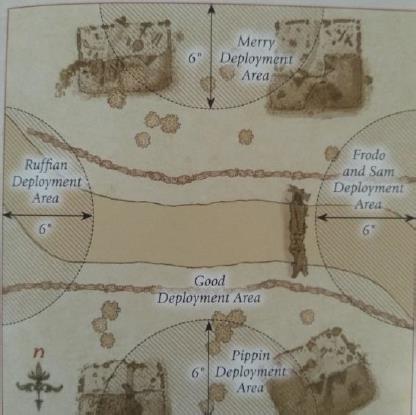 6"
Merry
Deployment
Area
Ruffian
Deployment
Area
6"
Frodo
and Sam
Deployment
Area
6"
Good
Deployment Area
n
6"
Pippin
Deployment
Area